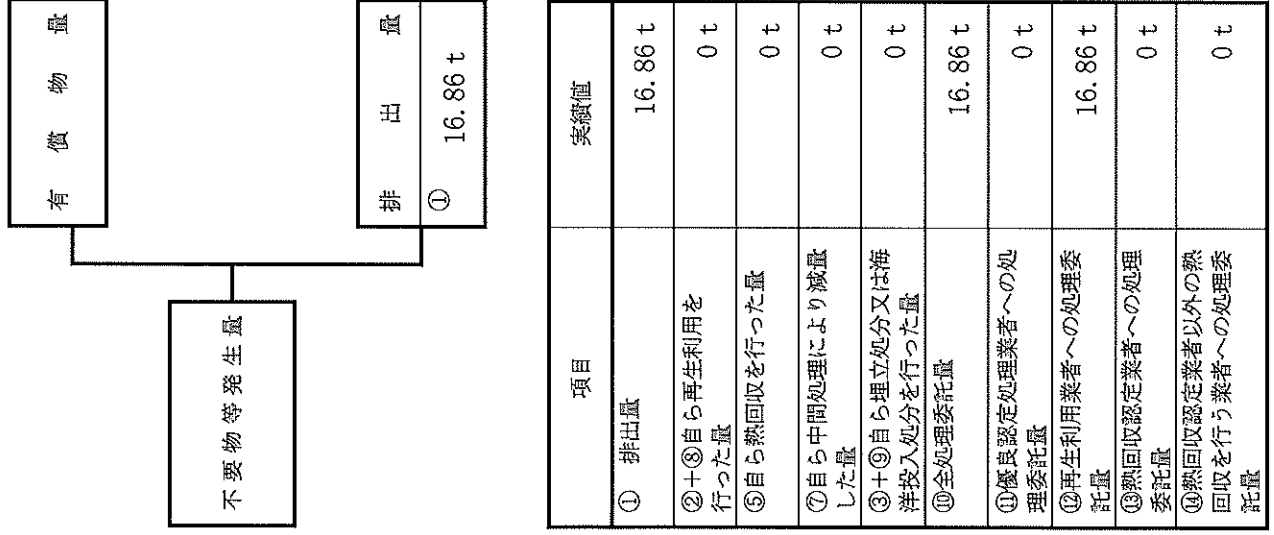 有償物量
不要物等発生量
排出量
① 16.86 t
項目 実績値
① 排出量 16.86 t
②+⑧自ら再生利用を
行った量 0 t
⑤自ら熱回収を行った量 0 t
⑦自ら中間処理により減量
した量 0 t
③+⑨自ら埋立処分又は海
洋投入処分を行った量 0 t
⑩全処理委託量 16.86 t
⑪優良認定処理業者への処
理委託量 0 t
⑫再生利用業者への処理委
託量 16.86 t
⑬熱回収認定業者への処理
委託量 0 t
⑭熱回収認定業者以外の熱
回収を行う業者への処理委
託量 0 t